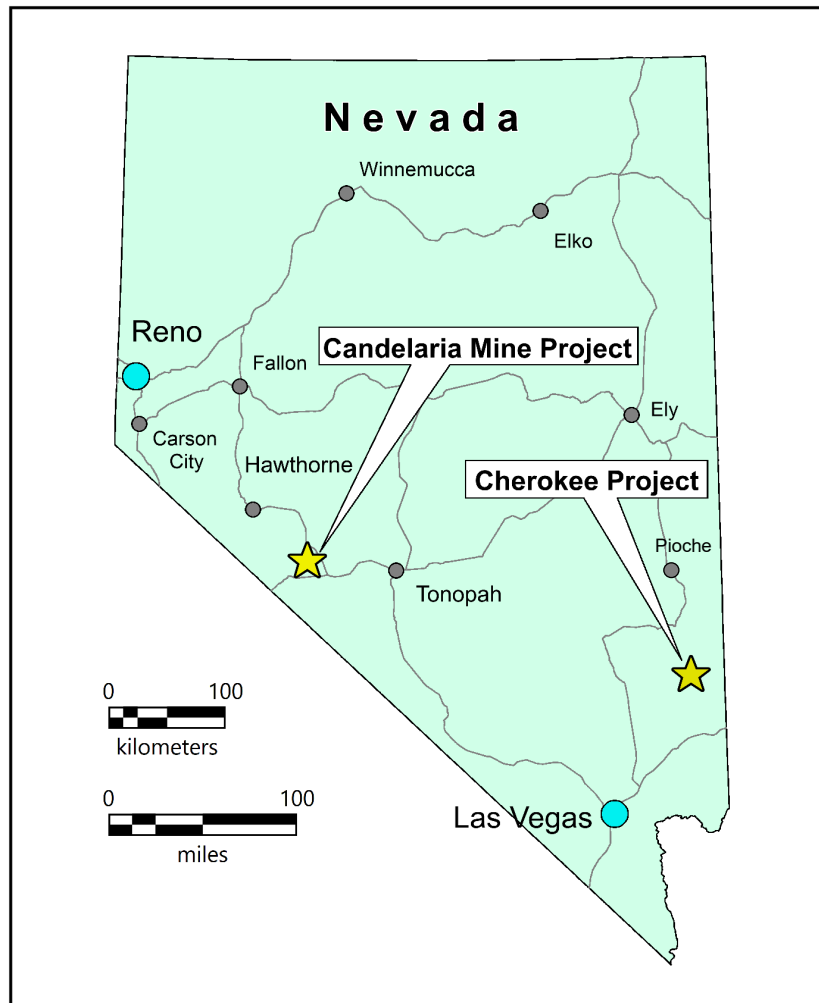 N e v a d a
Winnemucca
Elko
Reno
Candelaria Mine Project
Fallon
Ely
Carson
City
Hawthorne
Cherokee Project
Pioche
Tonopah
0 100
kilometers
0 100
miles
Las Vegas